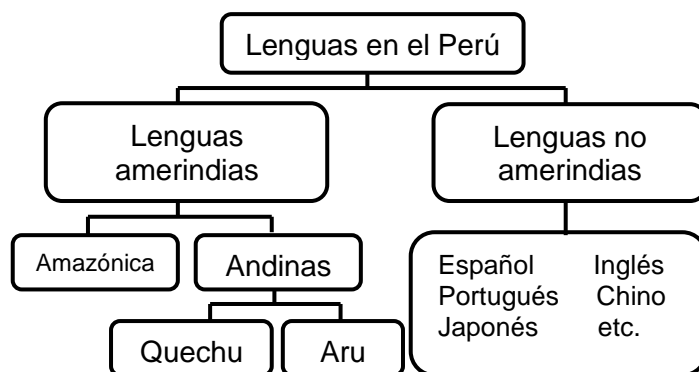 Lenguas en el Perú
Lenguas
amerindias
Lenguas no
amerindias
Amazónica
Andinas
Español Inglés
Portugués Chino
Japonés etc.
Quechu
Aru